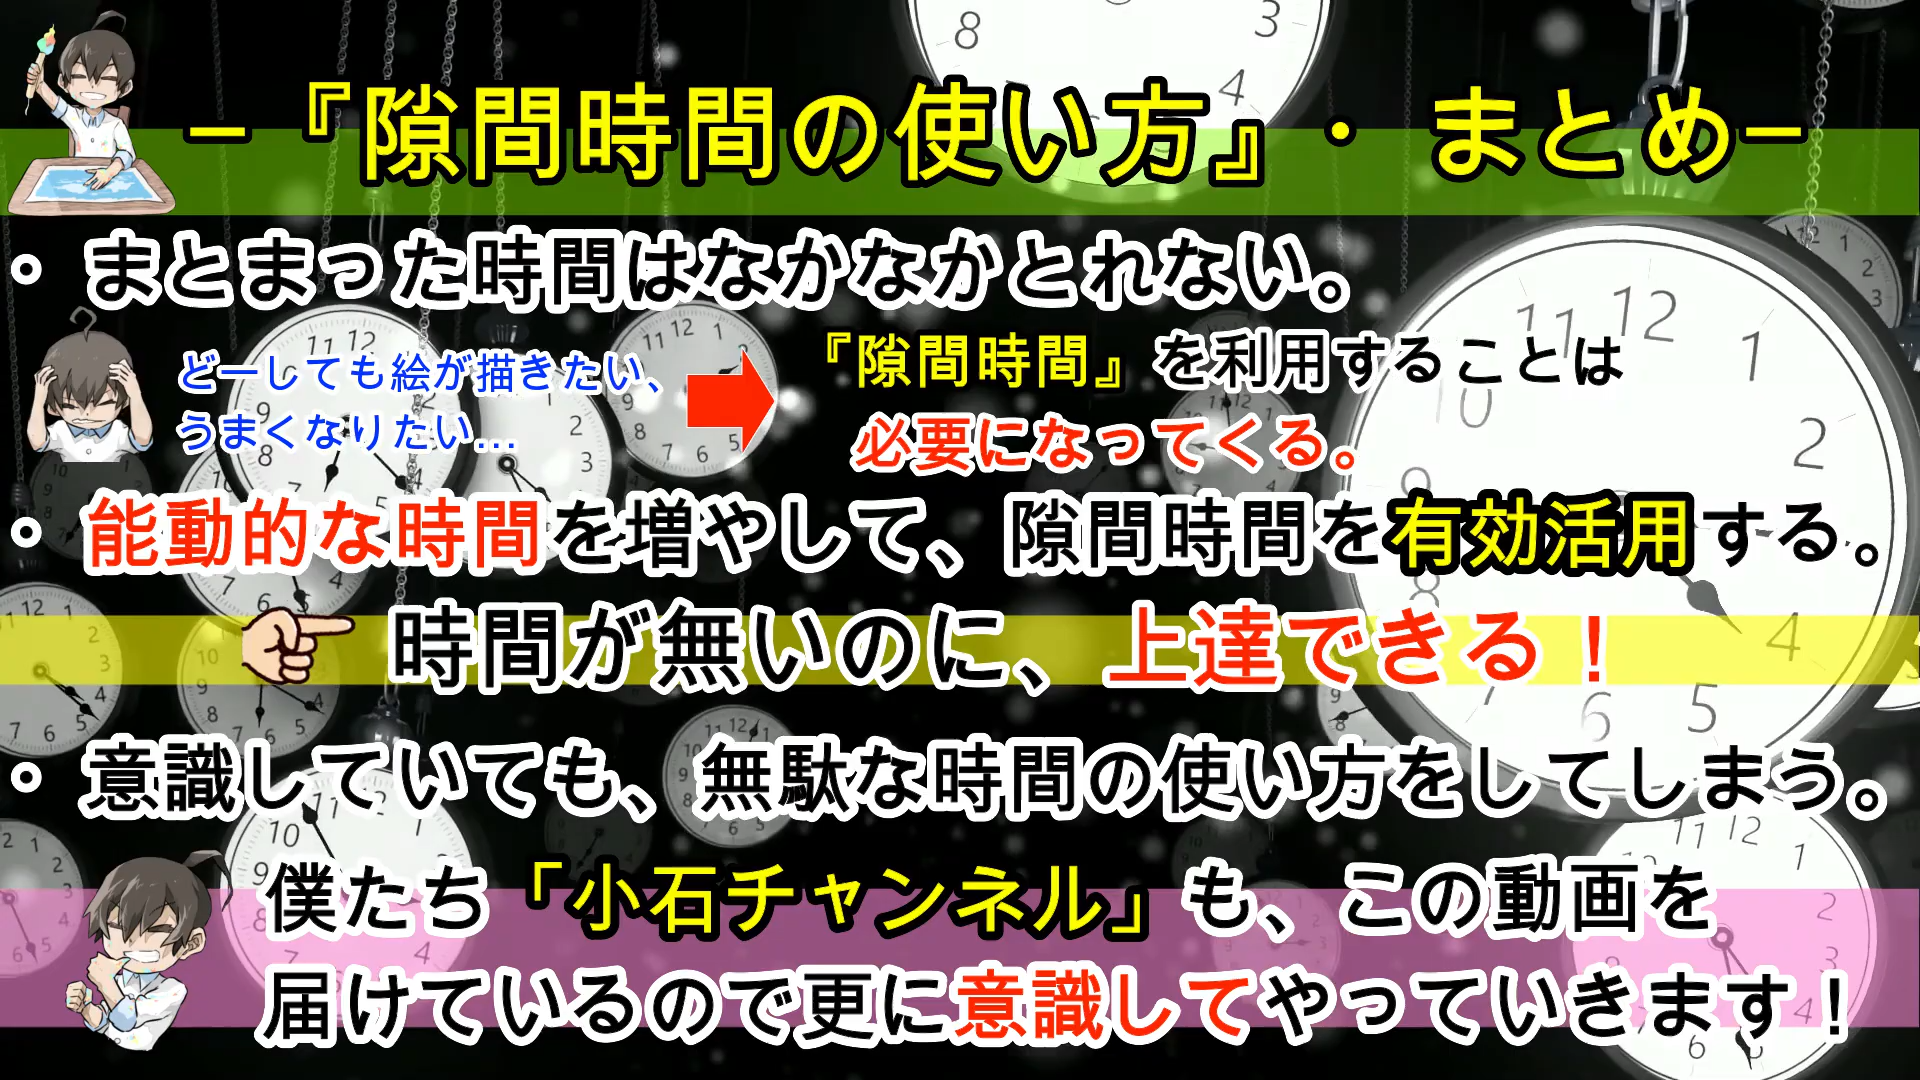 −『隙間時間の使い方』・まとめ−
・まとまった時間はなかなかとれない。
どーしても絵が描きたい、
うまくなりたい…
『隙間時間』を利用することは
必要になってくる。
・能動的な時間を増やして、隙間時間を有効活用する。
時間が無いのに、上達できる！
・意識していても、無駄な時間の使い方をしてしまう。
僕たち「小石チャンネル」も、この動画を
届けているので更に意識してやっていきます！